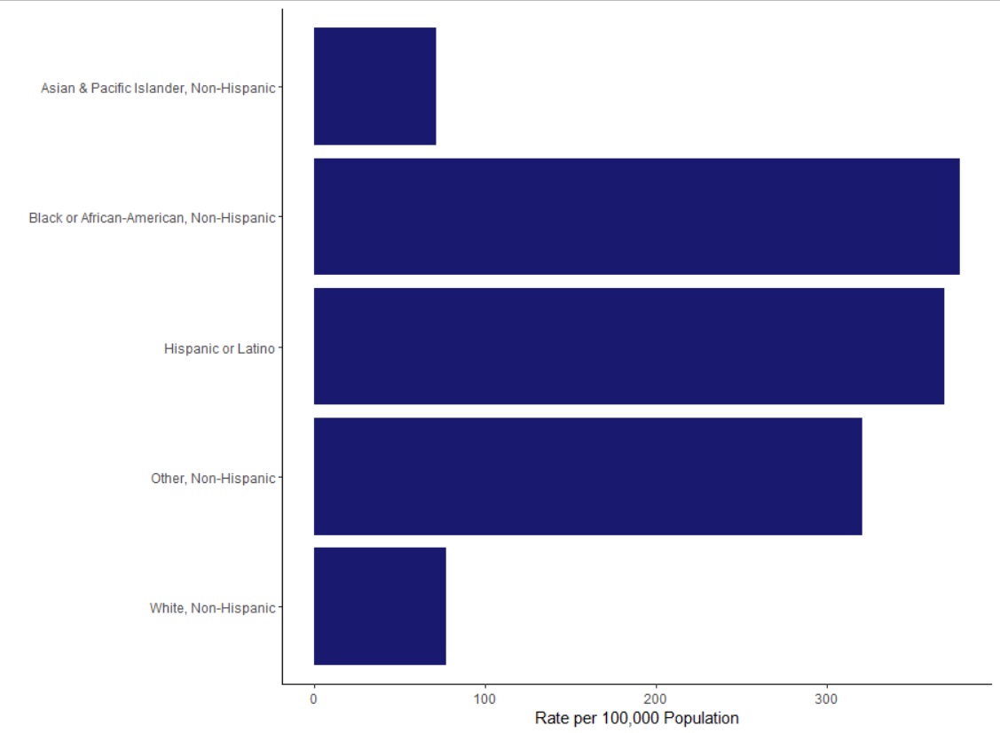 Asian & Pacific Islander, Non-Hispanic
Black or African-American, Non-Hispanic
Hispanic or Latino
Other, Non-Hispanic
White, Non-Hispanic
0 100 200 300
Rate per 100,000 Population